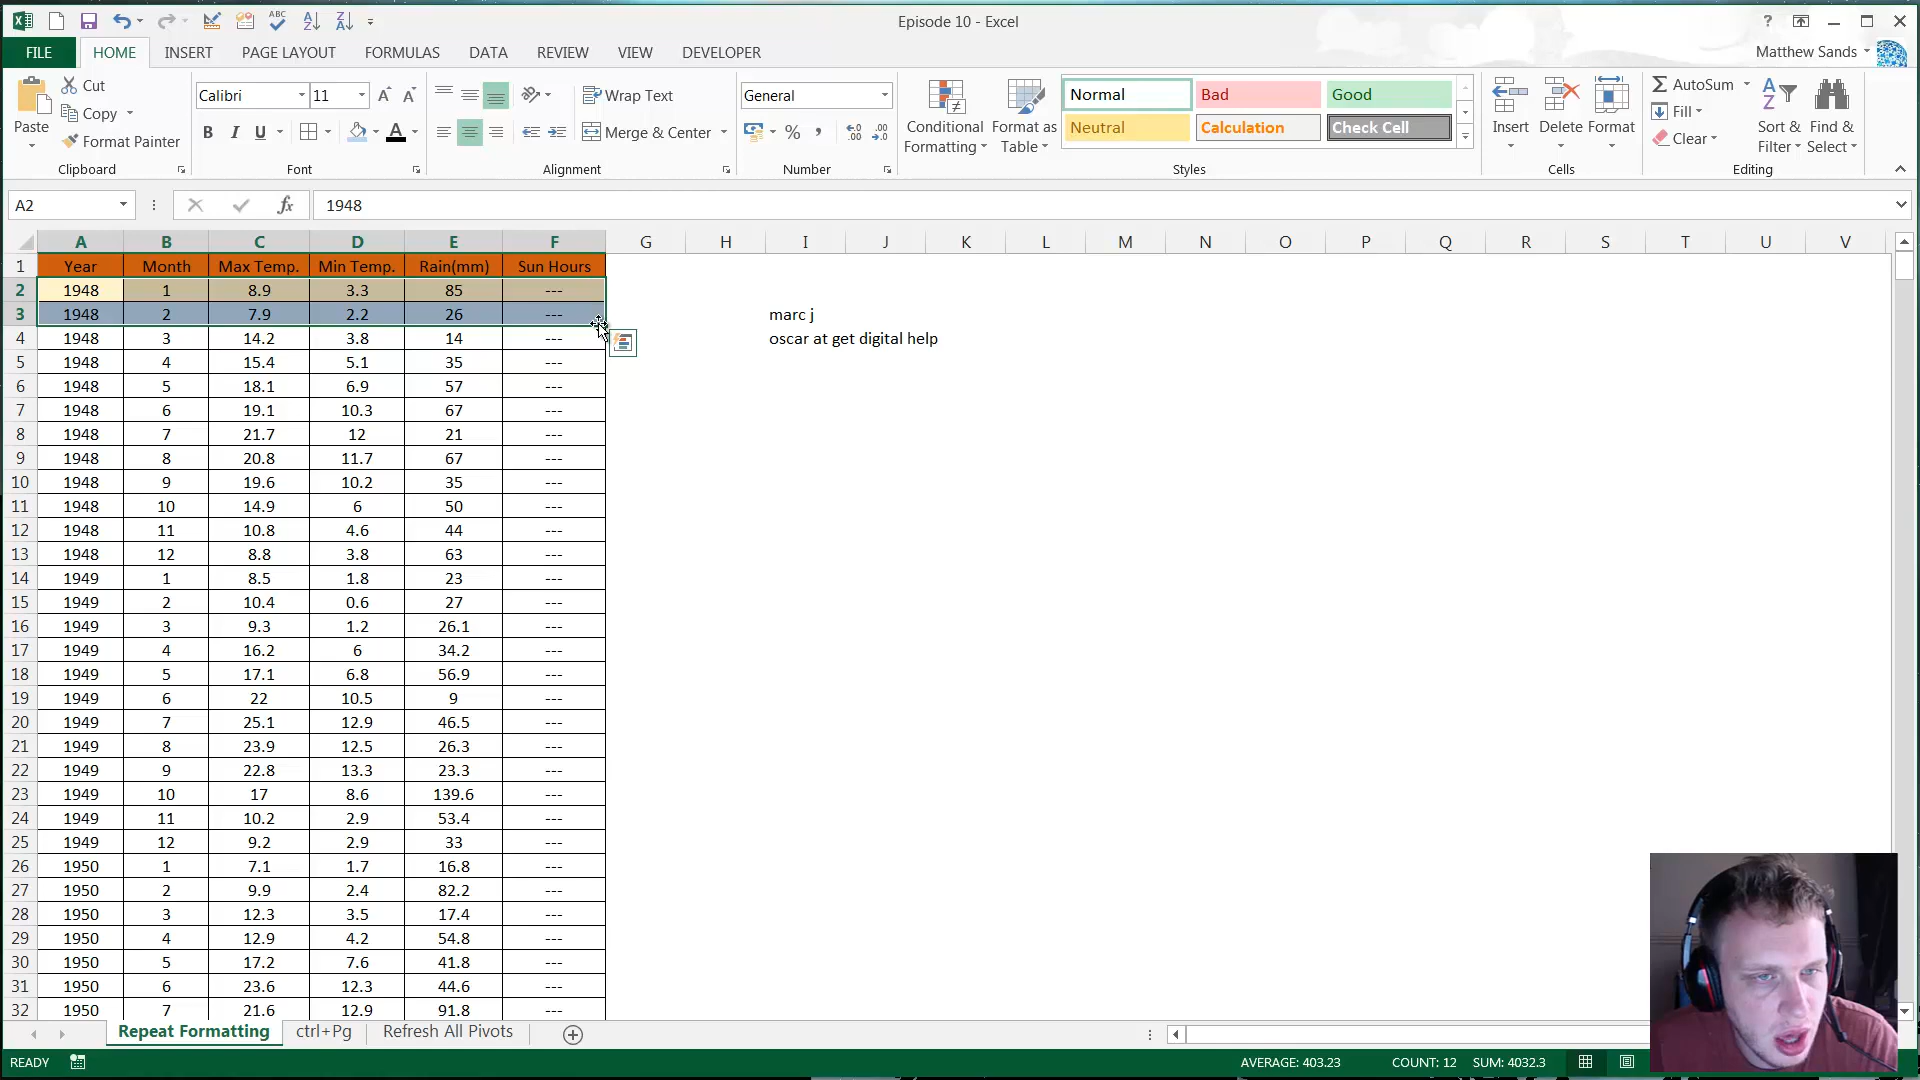 Episode 10 - Excel
?
FILE HOME INSERT PAGE LAYOUT FORMULAS DATA REVIEW VIEW DEVELOPER
Matthew Sands
Paste
Cut
Copy
Format Painter
Clipboard
Calibri 11
B I U
Font
Wrap Text
Merge & Center
Alignment
General
%
Number
Conditional Formatting
Format as Table
Normal Bad Good
Neutral Calculation Check Cell
Styles
Insert Delete Format
Cells
AutoSum
Fill
Clear
Sort & Filter
Find & Select
Editing
A2 fx 1948
A B C D E F G H I J K L M N O P Q R S T U V
1 Year Month Max Temp. Min Temp. Rain(mm) Sun Hours
2 1948 1 8.9 3.3 85 ---
3 1948 2 7.9 2.2 26 --- marc j
4 1948 3 14.2 3.8 14 --- oscar at get digital help
5 1948 4 15.4 5.1 35 ---
6 1948 5 18.1 6.9 57 ---
7 1948 6 19.1 10.3 67 ---
8 1948 7 21.7 12 21 ---
9 1948 8 20.8 11.7 67 ---
10 1948 9 19.6 10.2 35 ---
11 1948 10 14.9 6 50 ---
12 1948 11 10.8 4.6 44 ---
13 1948 12 8.8 3.8 63 ---
14 1949 1 8.5 1.8 23 ---
15 1949 2 10.4 0.6 27 ---
16 1949 3 9.3 1.2 26.1 ---
17 1949 4 16.2 6 34.2 ---
18 1949 5 17.1 6.8 56.9 ---
19 1949 6 22 10.5 9 ---
20 1949 7 25.1 12.9 46.5 ---
21 1949 8 23.9 12.5 26.3 ---
22 1949 9 22.8 13.3 23.3 ---
23 1949 10 17 8.6 139.6 ---
24 1949 11 10.2 2.9 53.4 ---
25 1949 12 9.2 2.9 33 ---
26 1950 1 7.1 1.7 16.8 ---
27 1950 2 9.9 2.4 82.2 ---
28 1950 3 12.3 3.5 17.4 ---
29 1950 4 12.9 4.2 54.8 ---
30 1950 5 17.2 7.6 41.8 ---
31 1950 6 23.6 12.3 44.6 ---
32 1950 7 21.6 12.9 91.8 ---
Repeat Formatting ctrl+Pg Refresh All Pivots
READY AVERAGE: 403.23 COUNT: 12 SUM: 4032.3